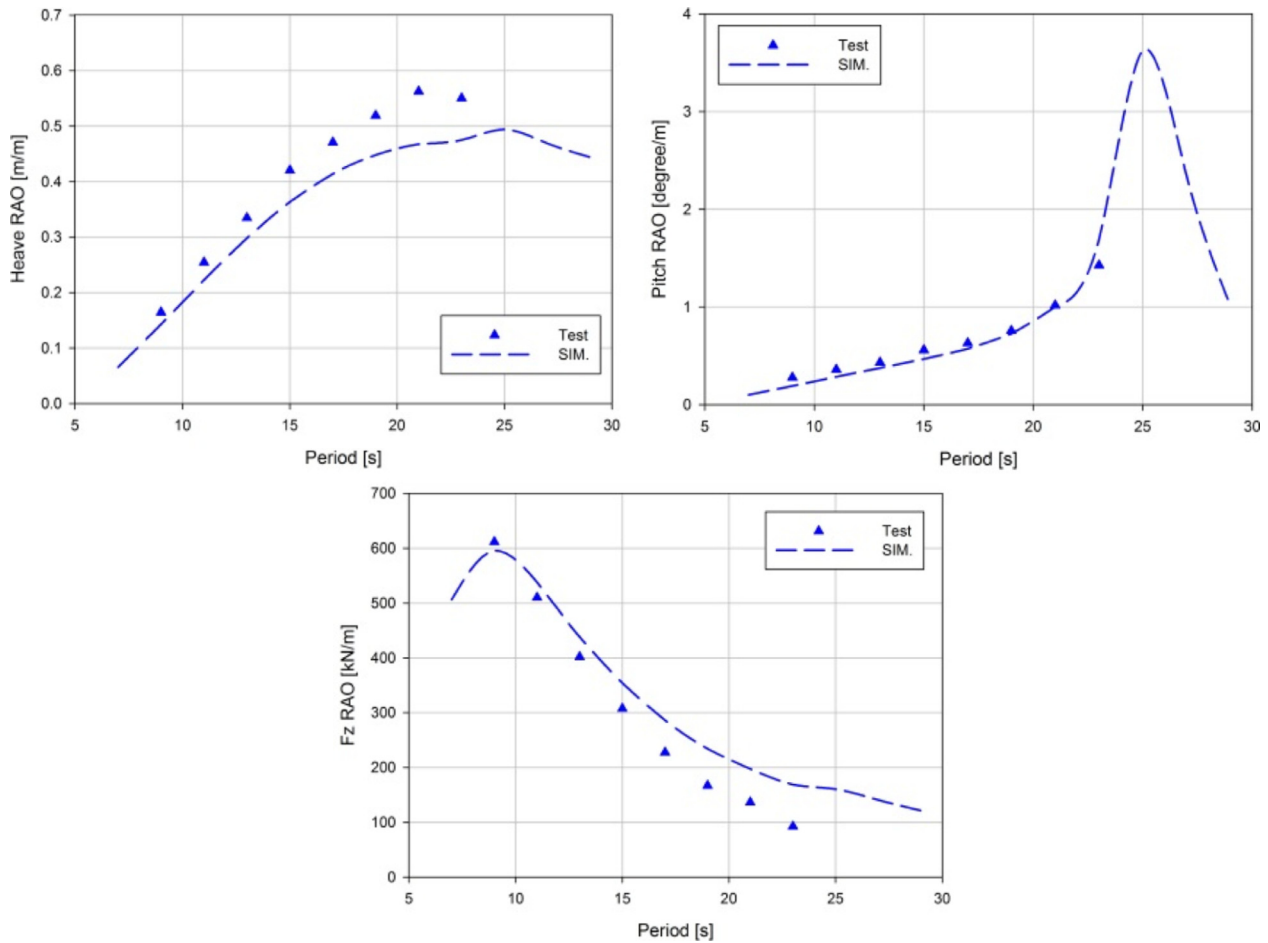 Heave RAO [m/m]
0.7
0.6
0.5
0.4
0.3
0.2
0.1
0.0
Test
SIM.
5 10 15 20 25 30
Period [s]
Pitch RAO [degree/m]
4
3
2
1
0
Test
SIM.
5 10 15 20 25 30
Period [s]
Fz RAO [kN/m]
700
600
500
400
300
200
100
0
Test
SIM.
5 10 15 20 25 30
Period [s]